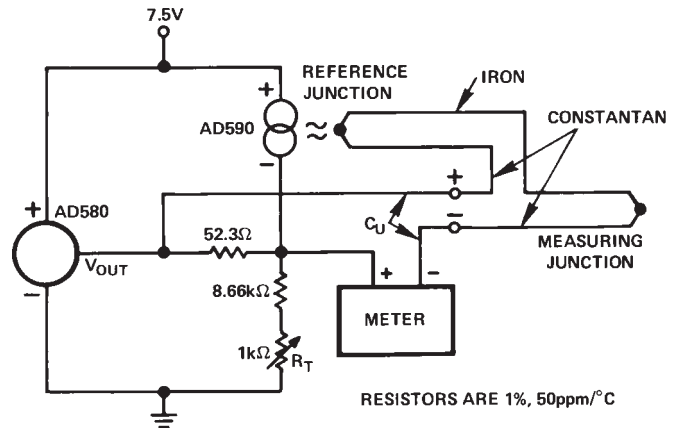 7.5V
REFERENCE
JUNCTION
IRON
CONSTANTAN
+
AD590
−
+
AD580
−
VOUT
52.3Ω
8.66kΩ
1kΩ
RT
CU
+
−
MEASURING
JUNCTION
+
−
METER
RESISTORS ARE 1%, 50ppm/°C